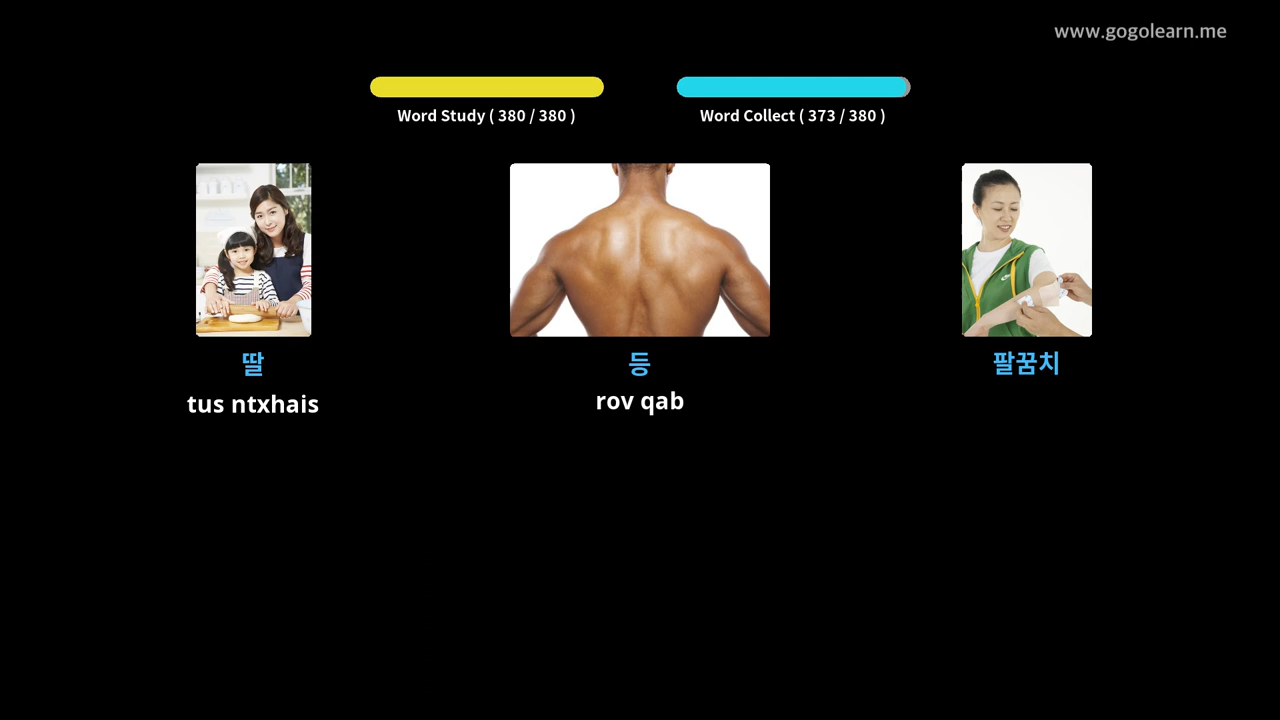 www.gogolearn.me
Word Study ( 380 / 380 )
Word Collect ( 373 / 380 )
딸
tus ntxhais
등
rov qab
팔꿈치